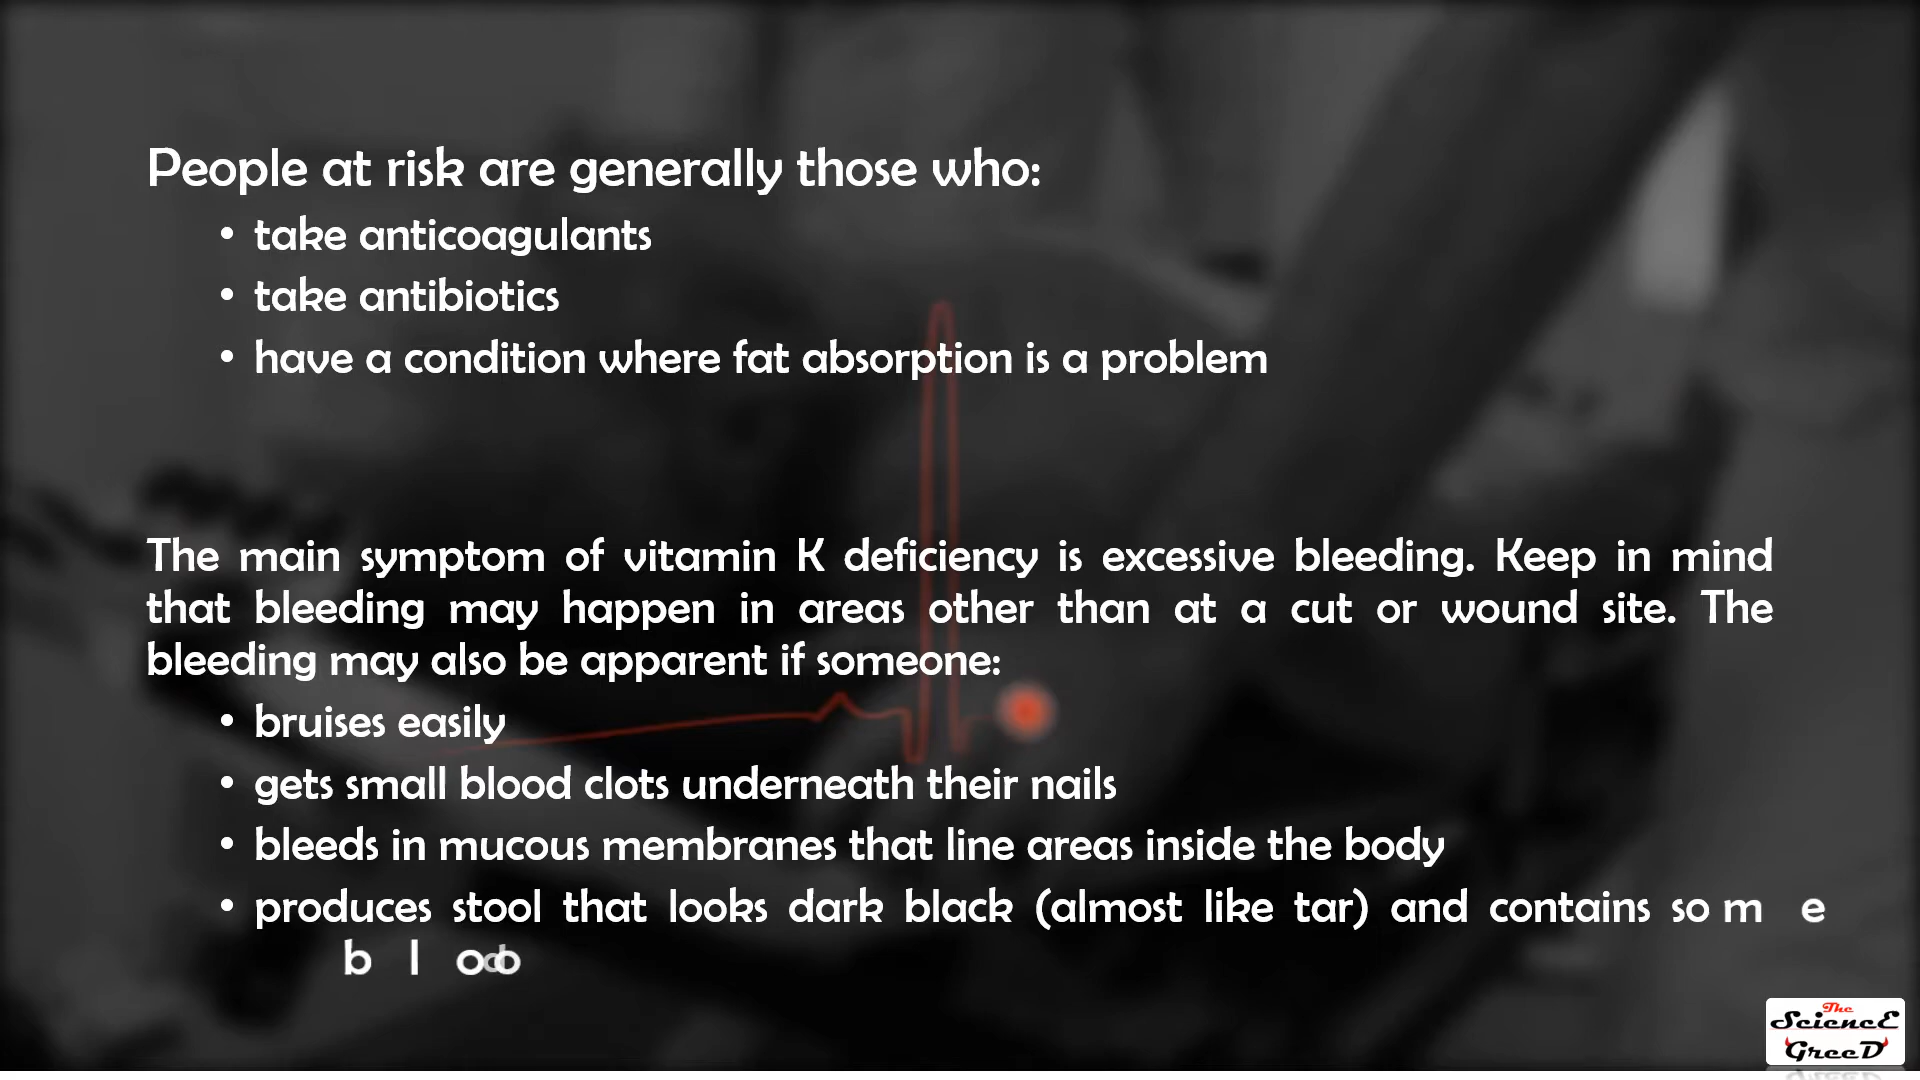 People at risk are generally those who:
• take anticoagulants
• take antibiotics
• have a condition where fat absorption is a problem
The main symptom of vitamin K deficiency is excessive bleeding. Keep in mind
that bleeding may happen in areas other than at a cut or wound site. The
bleeding may also be apparent if someone:
• bruises easily
• gets small blood clots underneath their nails
• bleeds in mucous membranes that line areas inside the body
• produces stool that looks dark black (almost like tar) and contains some
blood
The
SciencE
GreeD